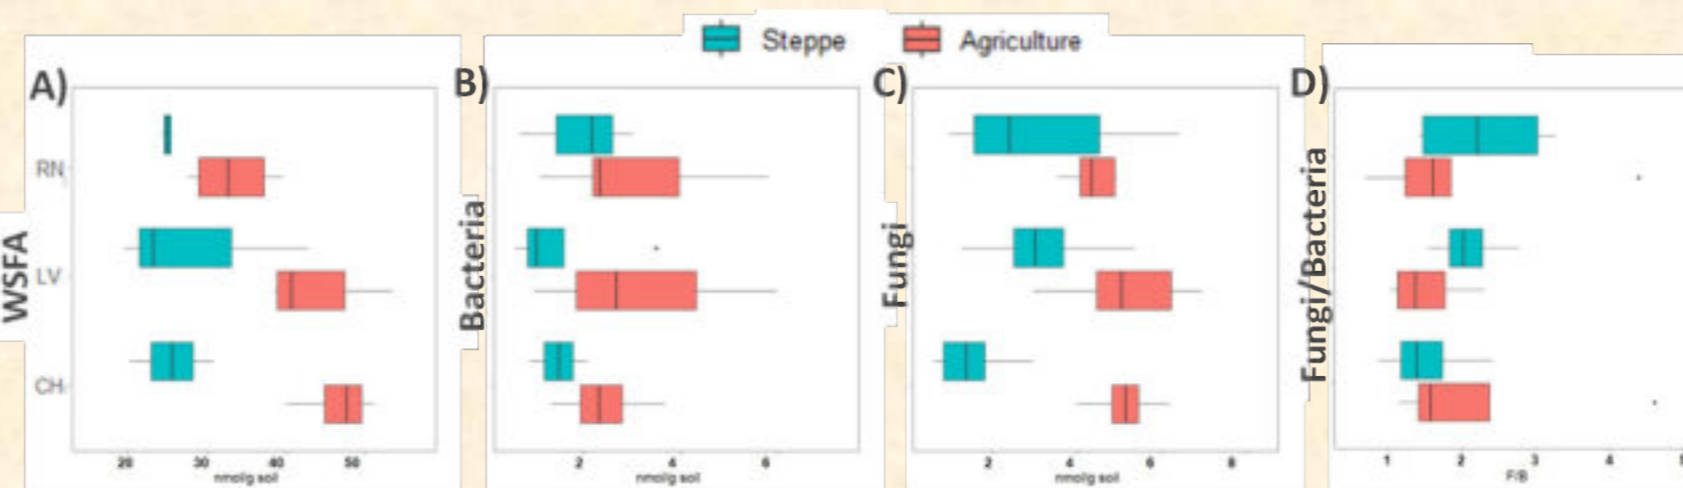 Steppe Agriculture
A)
WSFA
RN
LV
CH
20 30 40 50
nmol/g soil
B)
Bacteria
2 4 6
nmol/g soil
C)
Fungi
2 4 6 8
nmol/g soil
D)
Fungi/Bacteria
1 2 3 4
F/B